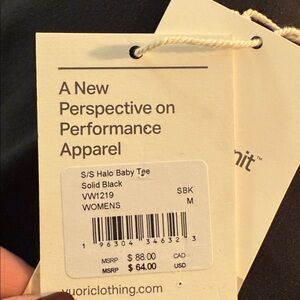 A New
Perspective on
Performance
Apparel
nit™
S/S Halo Baby Tee
Solid Black
VW1219 SBK
WOMENS M
1 96304 34632 3
MSRP $ 88.00 CAD
MSRP $ 64.00 USD
vuoriclothing.com